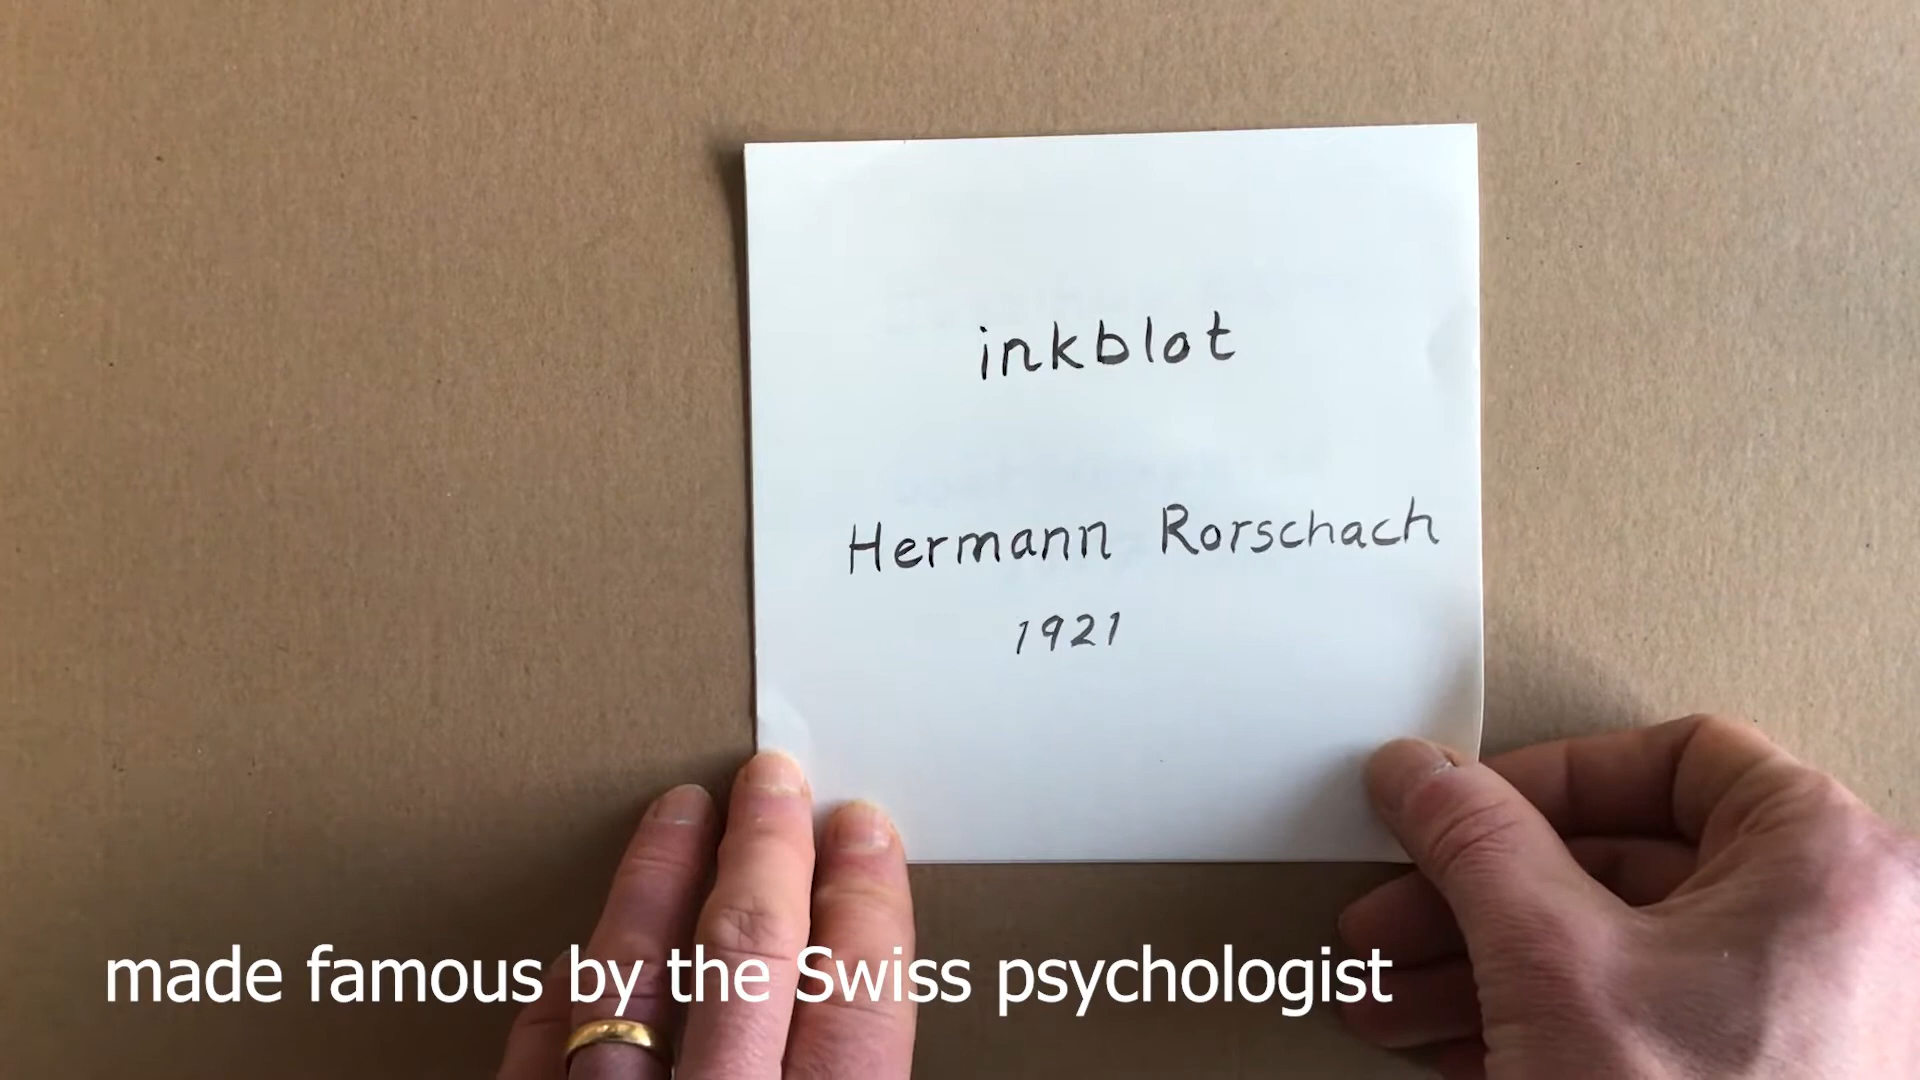 inkblot
Hermann Rorschach
1921
made famous by the Swiss psychologist